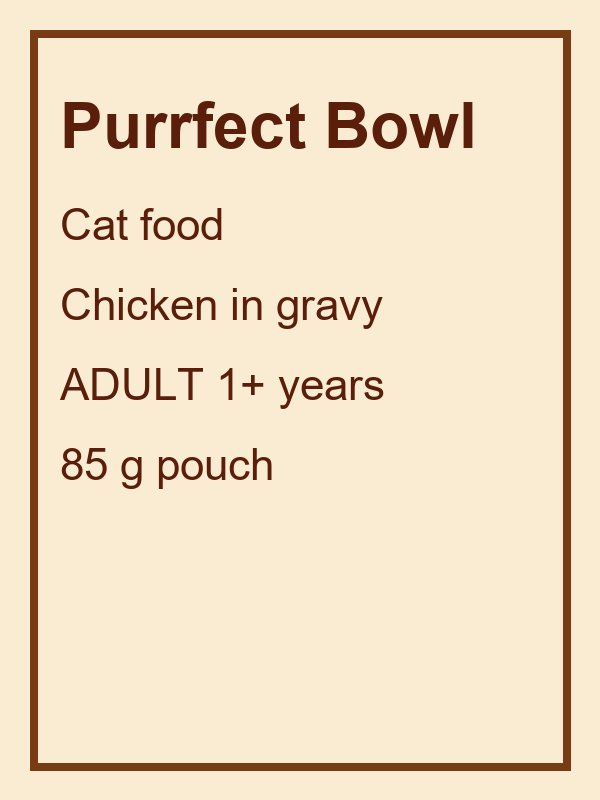 Purrfect Bowl
Cat food
Chicken in gravy
ADULT 1+ years
85 g pouch